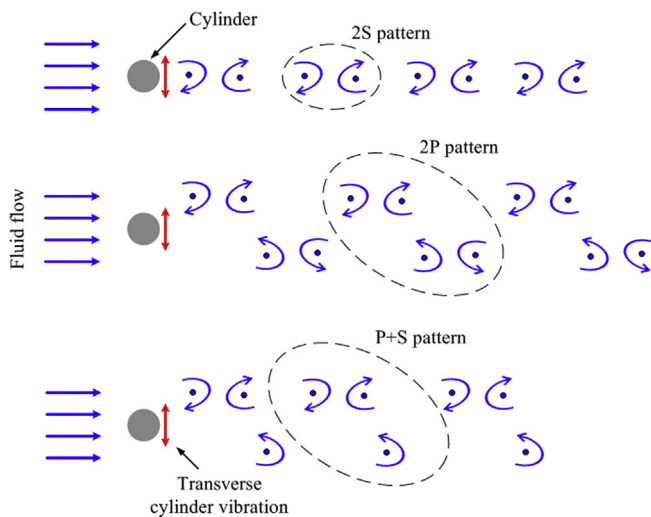 Cylinder
2S pattern
2P pattern
Fluid flow
P+S pattern
Transverse
cylinder vibration